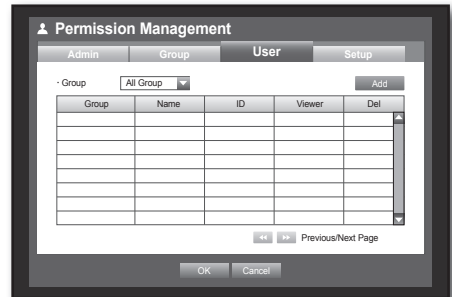 Permission Management
Admin Group User Setup
· Group All Group Add
Group Name ID Viewer Del
Previous/Next Page
OK Cancel